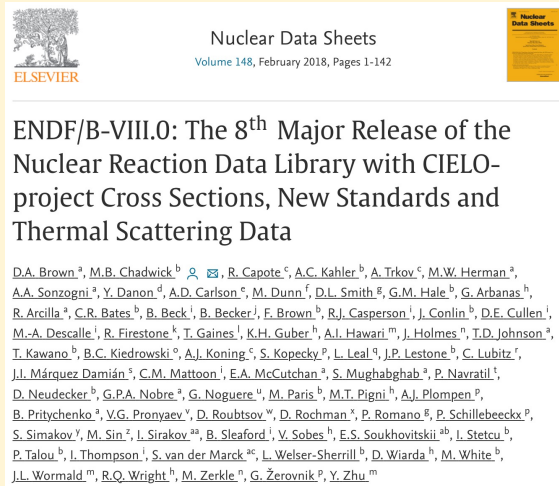 Nuclear Data Sheets
Volume 148, February 2018, Pages 1-142
Nuclear
Data Sheets
ELSEVIER
ENDF/B-VIII.0: The 8th Major Release of the
Nuclear Reaction Data Library with CIELO-
project Cross Sections, New Standards and
Thermal Scattering Data
D.A. Brown a, M.B. Chadwick b, R. Capote c, A.C. Kahler b, A. Trkov c, M.W. Herman a,
A.A. Sonzogni a, Y. Danon d, A.D. Carlson e, M. Dunn f, D.L. Smith g, G.M. Hale b, G. Arbanas h,
R. Arcilla a, C.R. Bates b, B. Beck i, B. Becker j, F. Brown b, R.J. Casperson i, J. Conlin b, D.E. Cullen i,
M.-A. Descalle i, R. Firestone k, T. Gaines l, K.H. Guber h, A.I. Hawari m, J. Holmes n, T.D. Johnson a,
T. Kawano b, B.C. Kiedrowski o, A.J. Koning c, S. Kopecky p, L. Leal q, J.P. Lestone b, C. Lubitz r,
J.I. Márquez Damián s, C.M. Mattoon i, E.A. McCutchan a, S. Mughabghab a, P. Navratil t,
D. Neudecker b, G.P.A. Nobre a, G. Noguere u, M. Paris b, M.T. Pigni h, A.J. Plompen p,
B. Pritychenko a, V.G. Pronyaev v, D. Roubtsov w, D. Rochman x, P. Romano g, P. Schillebeeckx p,
S. Simakov y, M. Sin z, I. Sirakov aa, B. Sleaford i, V. Sobes h, E.S. Soukhovitskii ab, I. Stetcu b,
P. Talou b, I. Thompson i, S. van der Marck ac, L. Welser-Sherrill b, D. Wiarda h, M. White b,
J.L. Wormald m, R.Q. Wright h, M. Zerkle n, G. Žerovnik p, Y. Zhu m